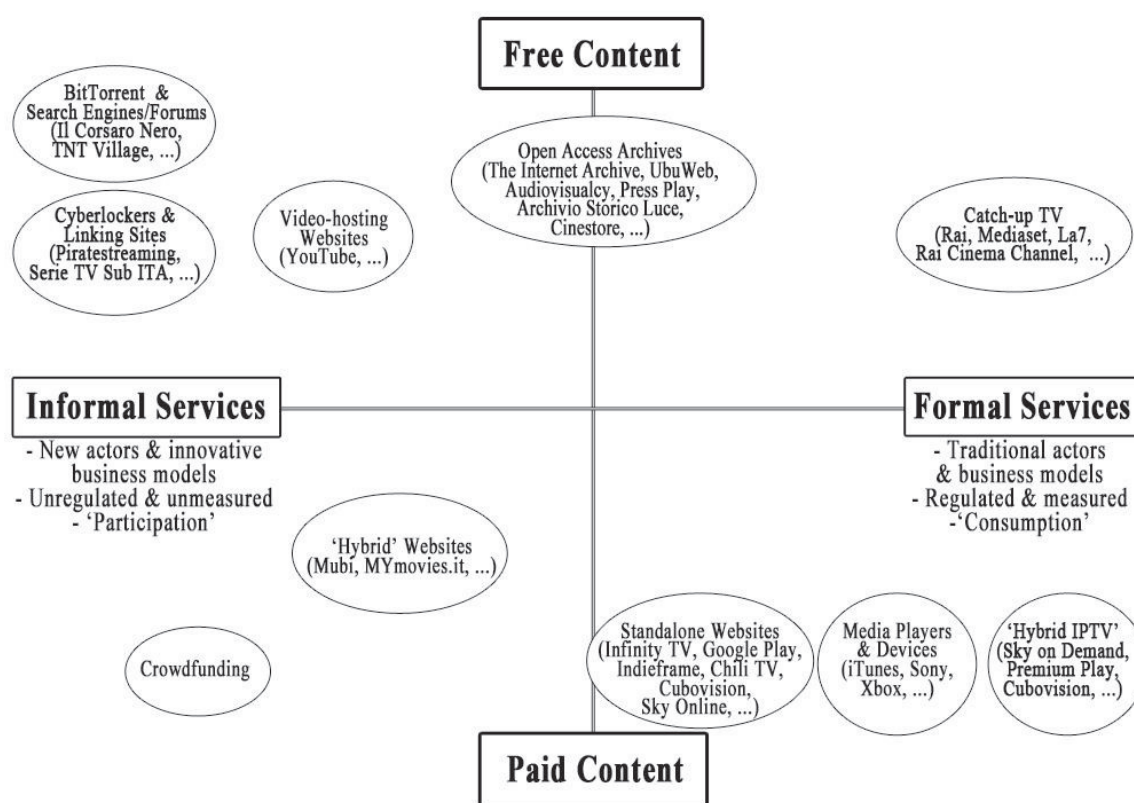 Free Content
BitTorrent &
Search Engines/Forums
(Il Corsaro Nero,
TNT Village, ...)
Open Access Archives
(The Internet Archive, UbuWeb,
Audiovisualcy, Press Play,
Archivio Storico Luce,
Cinestore, ...)
Cyberlockers &
Linking Sites
(Piratestreaming,
Serie TV Sub ITA, ...)
Video-hosting
Websites
(YouTube, ...)
Catch-up TV
(Rai, Mediaset, La7,
Rai Cinema Channel, ...)
Informal Services
- New actors & innovative
business models
- Unregulated & unmeasured
- ‘Participation’
Formal Services
- Traditional actors
& business models
- Regulated & measured
-‘Consumption’
‘Hybrid’ Websites
(Mubi, MYmovies.it, ...)
Crowdfunding
Standalone Websites
(Infinity TV, Google Play,
Indieframe, Chili TV,
Cubovision,
Sky Online, ...)
Media Players
& Devices
(iTunes, Sony,
Xbox, ...)
‘Hybrid IPTV’
(Sky on Demand,
Premium Play,
Cubovision, ...)
Paid Content